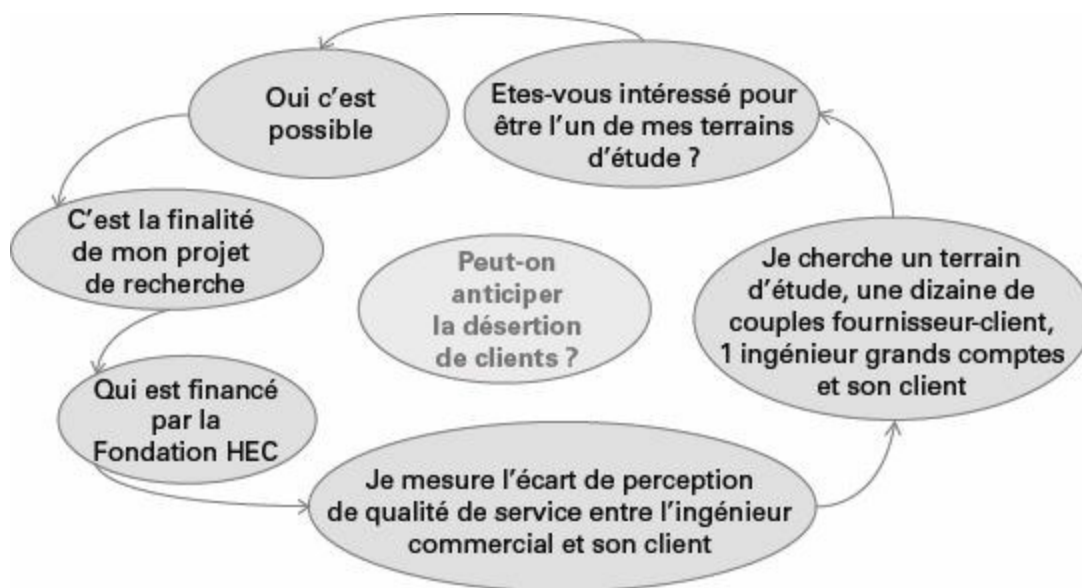 Peut-on
anticiper
la désertion
de clients ?
Oui c'est
possible
C'est la finalité
de mon projet
de recherche
Qui est financé
par la
Fondation HEC
Je mesure l'écart de perception
de qualité de service entre l'ingénieur
commercial et son client
Je cherche un terrain
d'étude, une dizaine de
couples fournisseur-client,
1 ingénieur grands comptes
et son client
Etes-vous intéressé pour
être l'un de mes terrains
d'étude ?